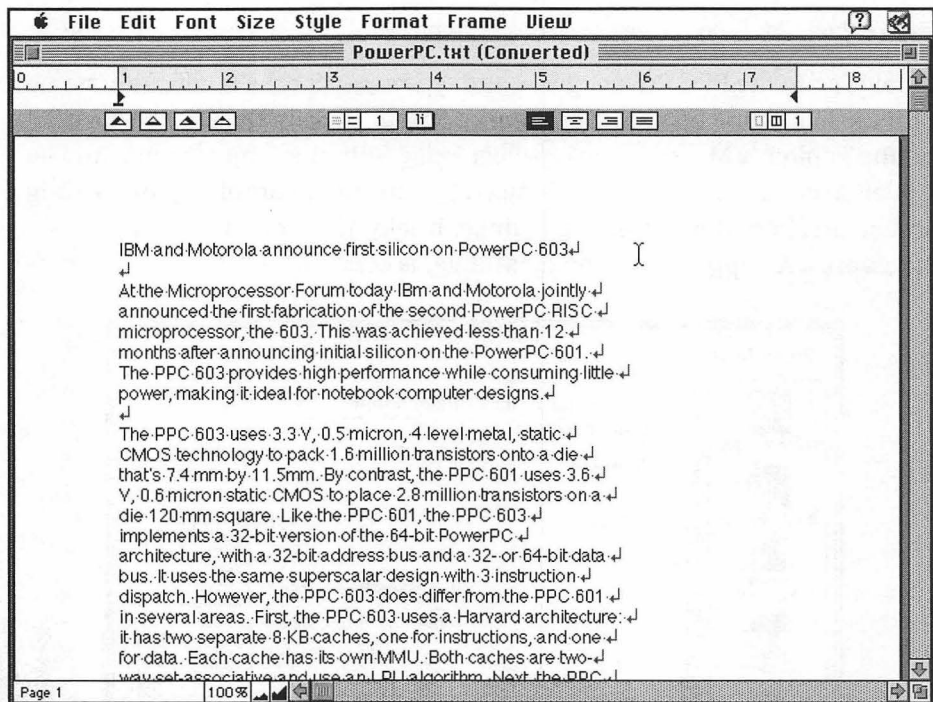 File Edit Font Size Style Format Frame View
PowerPC.txt (Converted)
0 1 2 3 4 5 6 7 8
1 1
IBM and Motorola announce first silicon on PowerPC 603
At the Microprocessor Forum today IBm and Motorola jointly
announced the first fabrication of the second PowerPC RISC
microprocessor, the 603. This was achieved less than 12
months after announcing initial silicon on the PowerPC 601.
The PPC 603 provides high performance while consuming little
power, making it ideal for notebook computer designs.
The PPC 603 uses 3.3 V, 0.5 micron, 4 level metal, static
CMOS technology to pack 1.6 million transistors onto a die
that's 7.4 mm by 11.5mm. By contrast, the PPC 601 uses 3.6
V, 0.6 micron static CMOS to place 2.8 million transistors on a
die 120 mm square. Like the PPC 601, the PPC 603
implements a 32-bit version of the 64-bit PowerPC
architecture, with a 32-bit address bus and a 32- or 64-bit data
bus. It uses the same superscalar design with 3 instruction
dispatch. However, the PPC 603 does differ from the PPC 601
in several areas. First, the PPC 603 uses a Harvard architecture:
it has two separate 8 KB caches, one for instructions, and one
for data. Each cache has its own MMU. Both caches are two-
way set associative and use an LRU algorithm. Next, the PPC
Page 1 100%